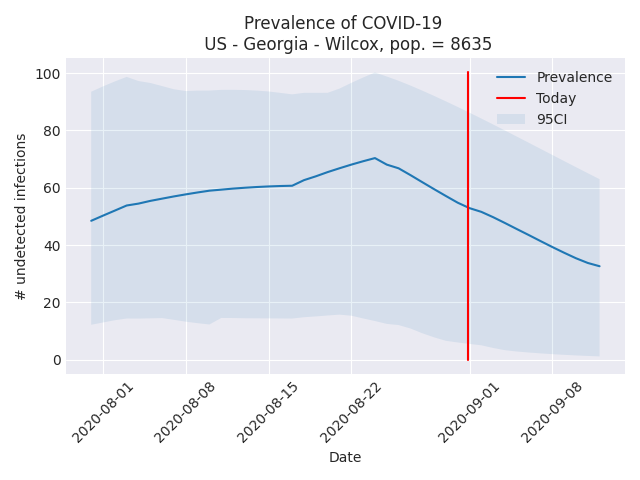 Prevalence of COVID-19
US - Georgia - Wilcox, pop. = 8635
100
80
60
40
20
0
# undetected infections
Prevalence
Today
95CI
2020-08-01
2020-08-08
2020-08-15
2020-08-22
2020-09-01
2020-09-08
Date